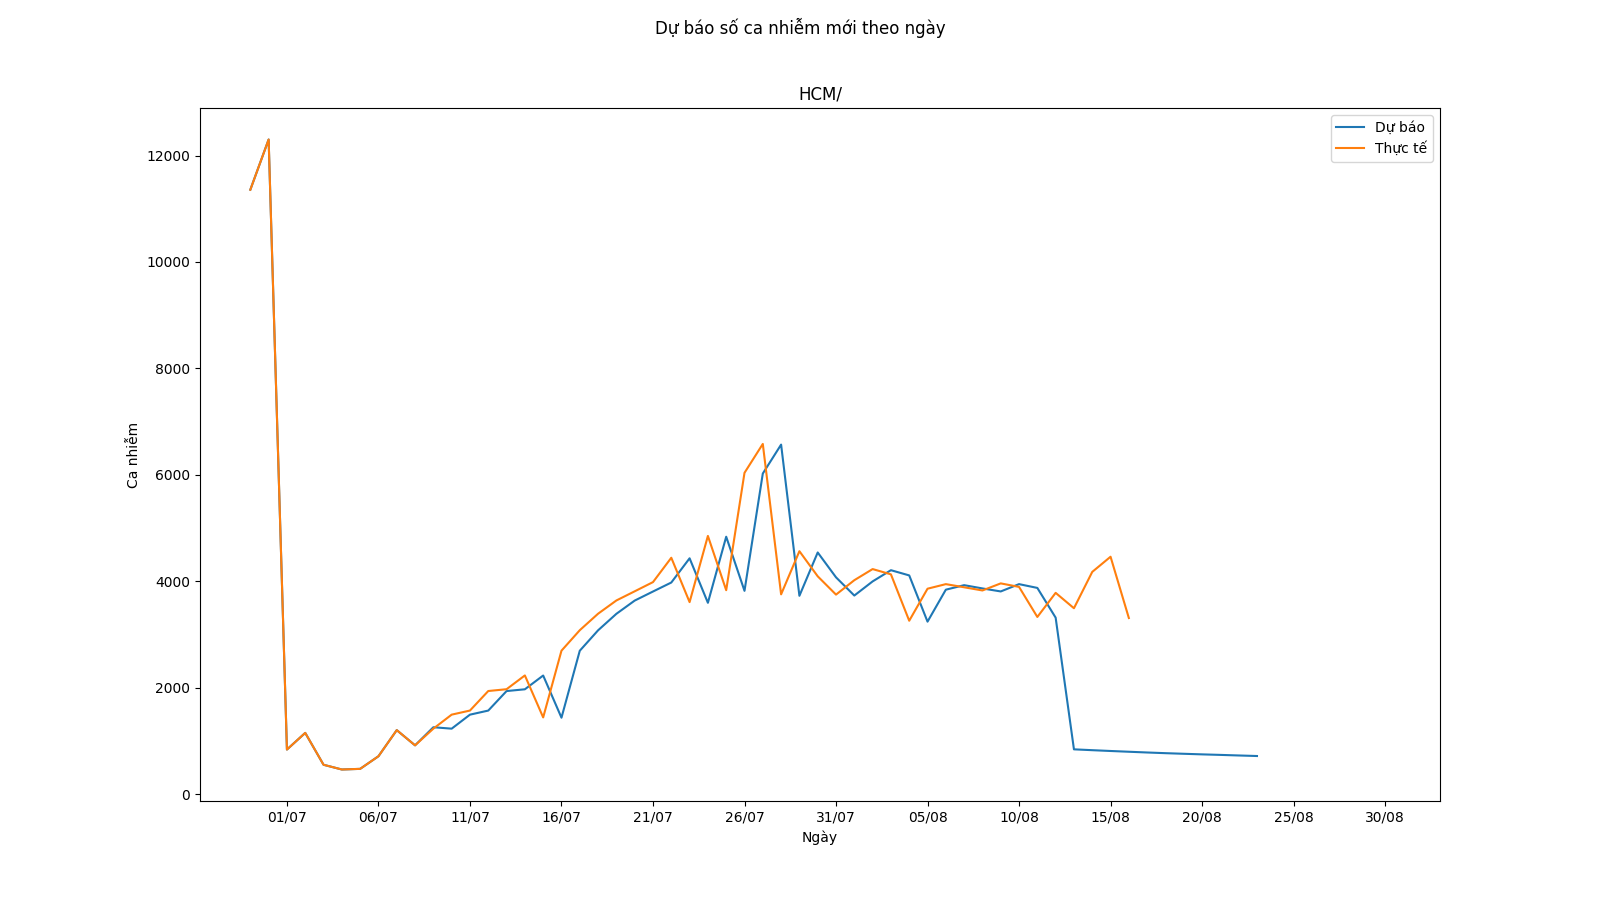 Dự báo số ca nhiễm mới theo ngày
HCM/
Dự báo
Thực tế
12000
10000
8000
6000
4000
2000
0
Ca nhiễm
01/07 06/07 11/07 16/07 21/07 26/07 31/07 05/08 10/08 15/08 20/08 25/08 30/08
Ngày